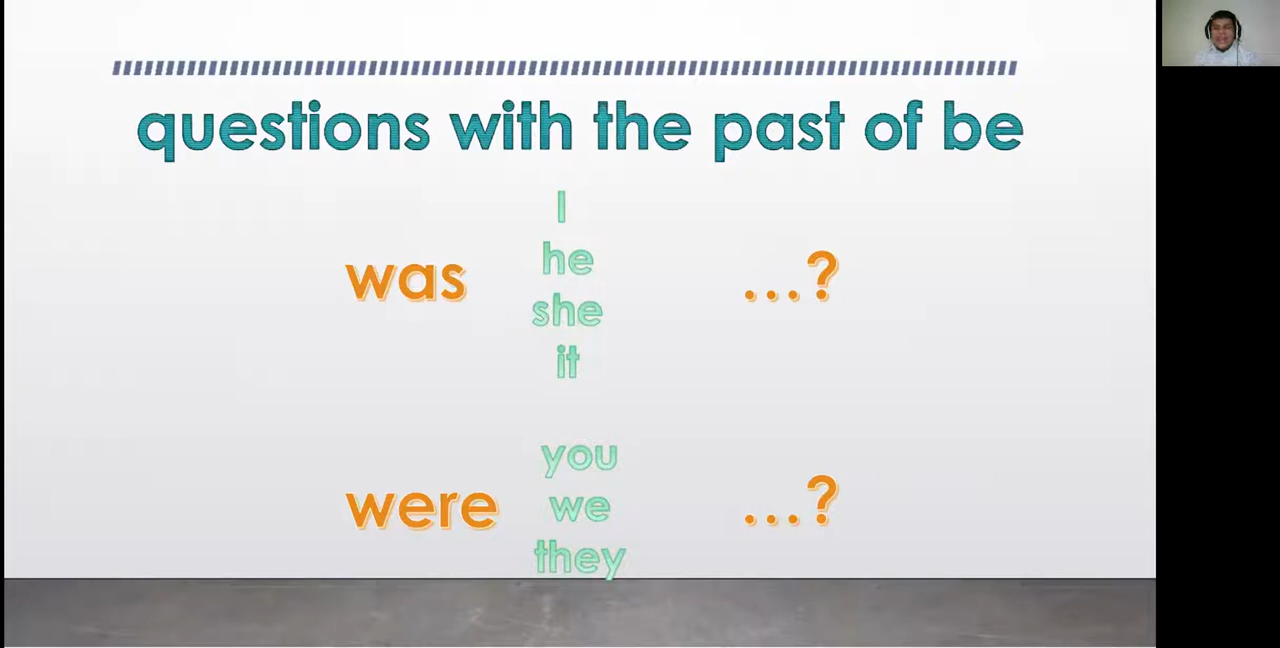 questions with the past of be
I
he
was ...?
she
it
you
were we ...?
they